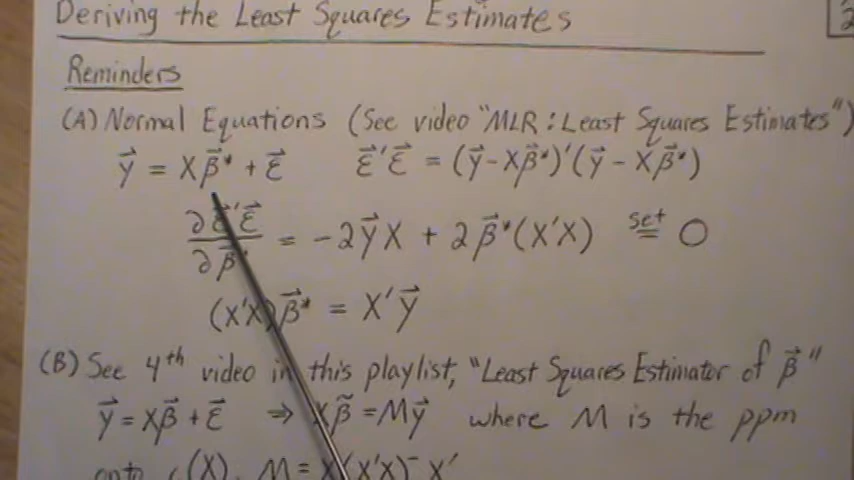 Deriving the Least Squares Estimates
2
Reminders
(A) Normal Equations (See video "MLR: Least Squares Estimates")
y⃗ = Xβ⃗* + ε⃗    ε⃗'ε⃗ = (y⃗ - Xβ⃗*)'(y⃗ - Xβ⃗*)
∂ε⃗'ε⃗/∂β⃗* = -2y⃗X + 2β⃗*(X'X) set= 0
(X'X)β⃗* = X'y⃗
(B) See 4th video in this playlist, "Least Squares Estimator of β⃗"
y⃗ = Xβ⃗ + ε⃗ ⇒ Xβ̃ = My⃗ where M is the ppm
onto C(X). M = X(X'X)⁻X'